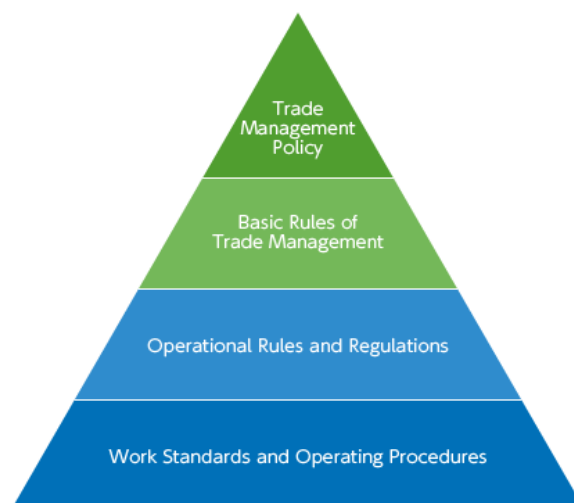 Trade
Management
Policy
Basic Rules of
Trade Management
Operational Rules and Regulations
Work Standards and Operating Procedures